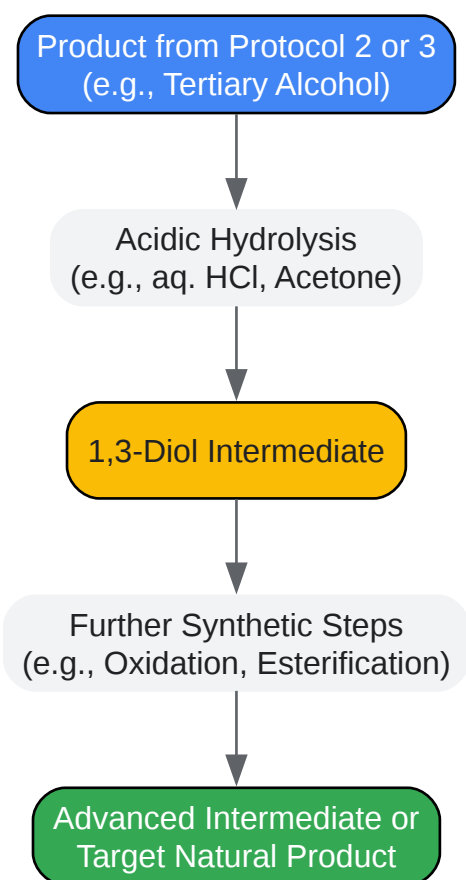 Product from Protocol 2 or 3
(e.g., Tertiary Alcohol)
Acidic Hydrolysis
(e.g., aq. HCl, Acetone)
1,3-Diol Intermediate
Further Synthetic Steps
(e.g., Oxidation, Esterification)
Advanced Intermediate or
Target Natural Product